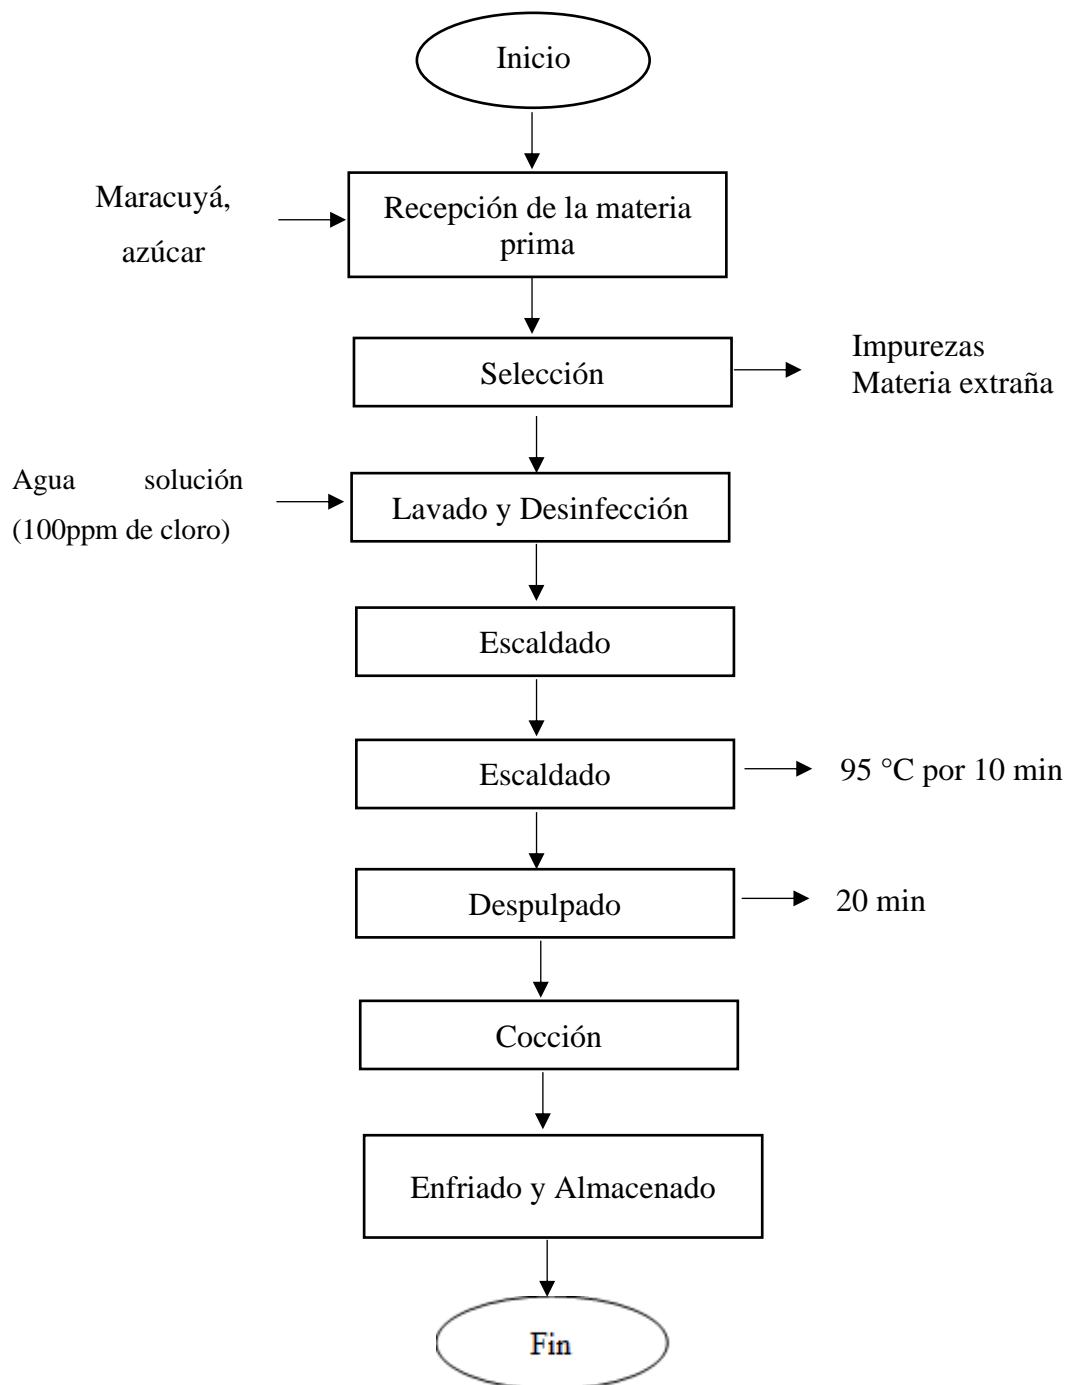 Inicio
Maracuyá,
azúcar
Recepción de la materia
prima
Selección
Impurezas
Materia extraña
Agua solución
(100ppm de cloro)
Lavado y Desinfección
Escaldado
Escaldado
95 °C por 10 min
Despulpado
20 min
Cocción
Enfriado y Almacenado
Fin